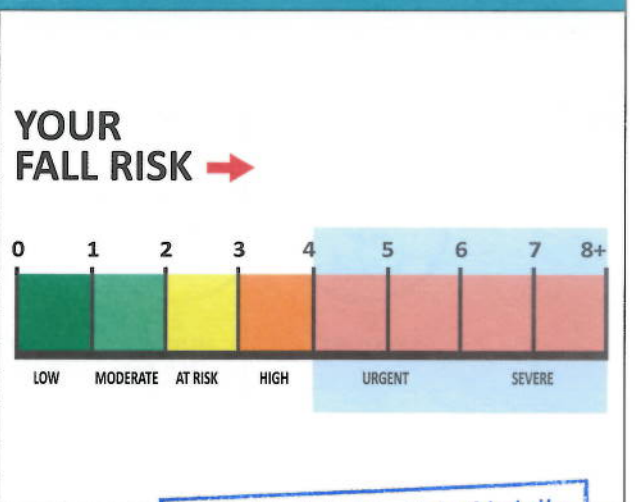 YOUR
FALL RISK
0 1 2 3 4 5 6 7 8+
LOW MODERATE AT RISK HIGH URGENT SEVERE